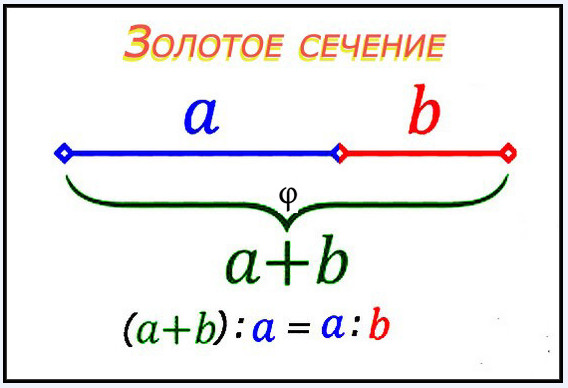 Золотое сечение
a b
φ
a+b
(a+b):a = a:b